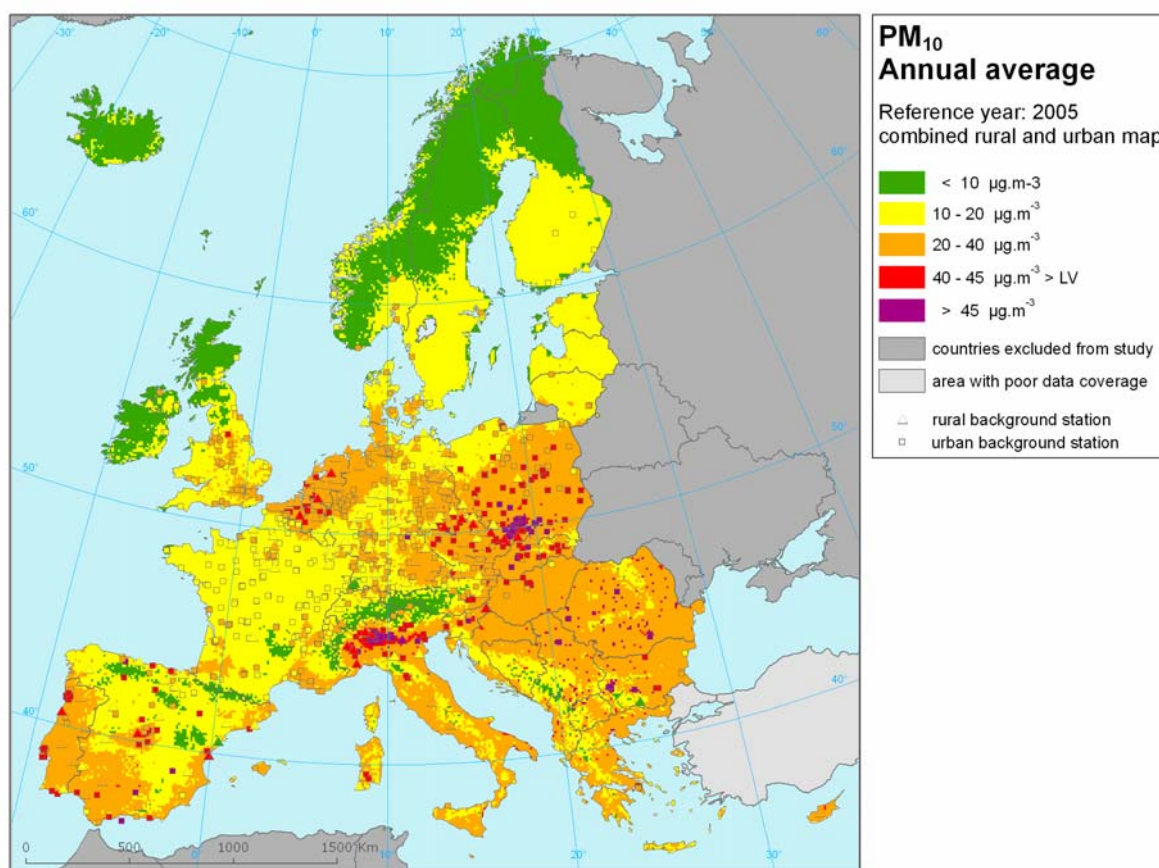 -30° -20° -10° 0° 10° 20° 30° 40° 50° 60°
60°
60°
50°
50°
40°
40°
0° 10° 20° 30°
0 500 1000 1500 Km
PM10
Annual average
Reference year: 2005
combined rural and urban map
< 10 µg.m-3
10 - 20 µg.m-3
20 - 40 µg.m-3
40 - 45 µg.m-3 > LV
> 45 µg.m-3
countries excluded from study
area with poor data coverage
rural background station
urban background station